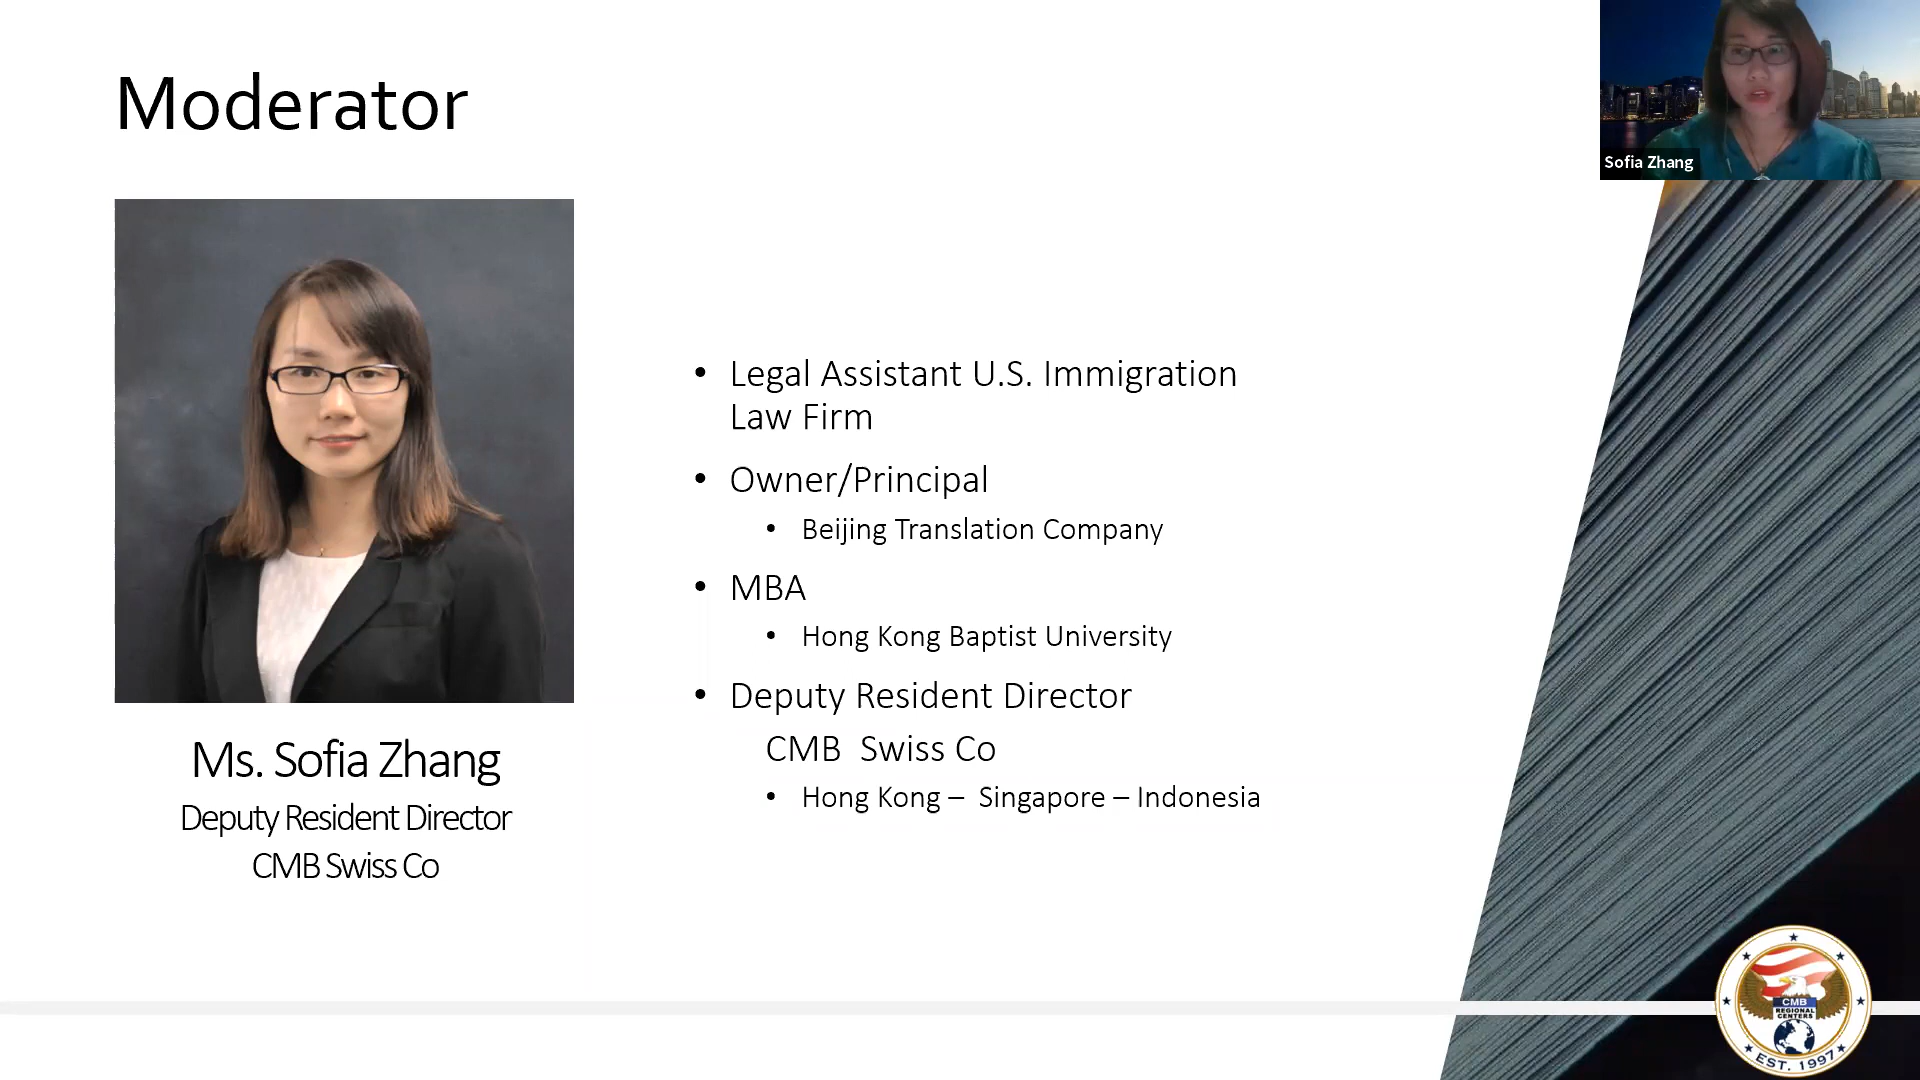 Moderator
Sofia Zhang
• Legal Assistant U.S. Immigration
Law Firm
• Owner/Principal
• Beijing Translation Company
• MBA
• Hong Kong Baptist University
• Deputy Resident Director
CMB Swiss Co
• Hong Kong – Singapore – Indonesia
Ms. Sofia Zhang
Deputy Resident Director
CMB Swiss Co
CMB
REGIONAL
CENTERS
EST. 1997